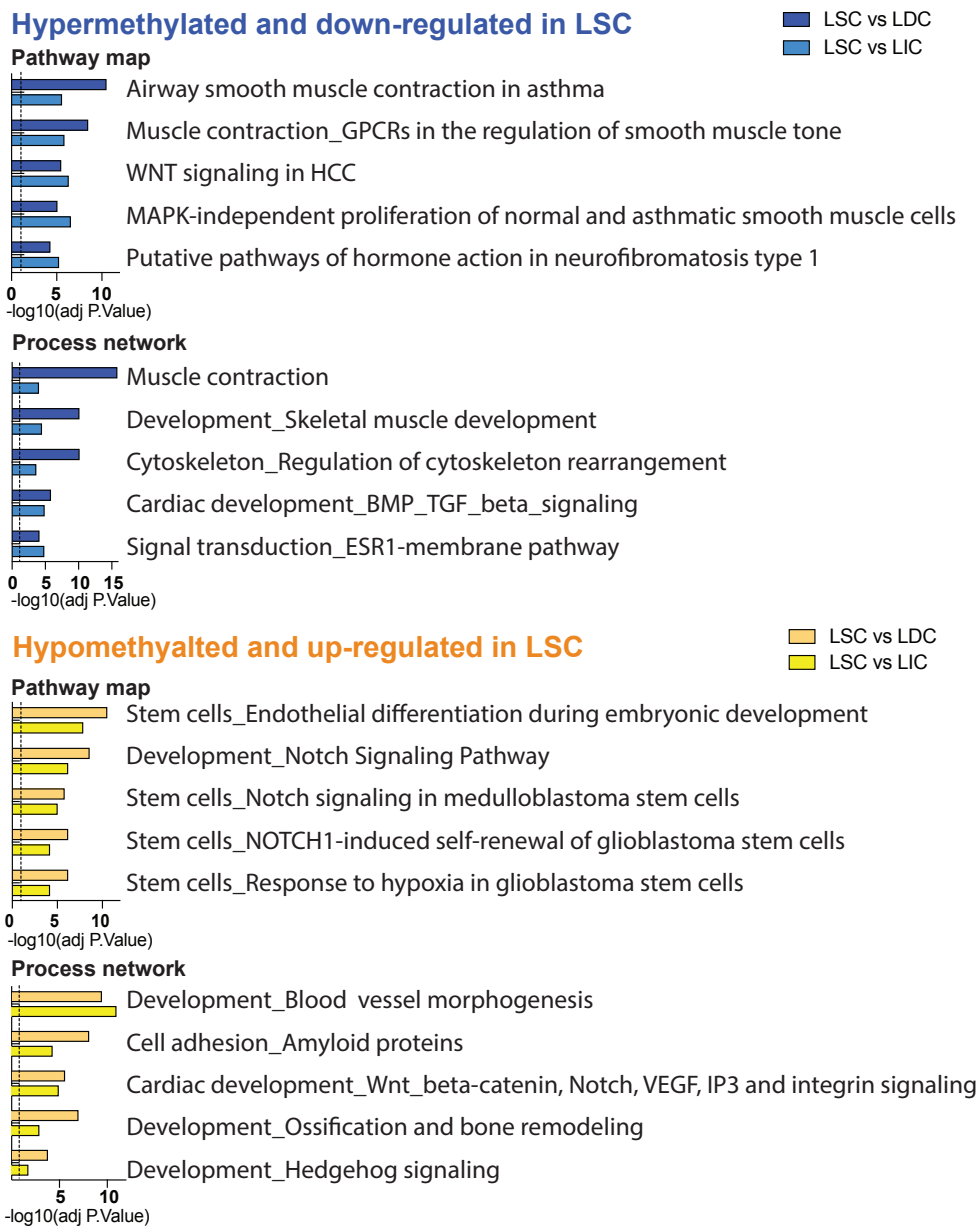 Hypermethylated and down-regulated in LSC
LSC vs LDC
LSC vs LIC
Pathway map
Airway smooth muscle contraction in asthma
Muscle contraction_GPCRs in the regulation of smooth muscle tone
WNT signaling in HCC
MAPK-independent proliferation of normal and asthmatic smooth muscle cells
Putative pathways of hormone action in neurofibromatosis type 1
0 5 10
-log10(adj P.Value)
Process network
Muscle contraction
Development_Skeletal muscle development
Cytoskeleton_Regulation of cytoskeleton rearrangement
Cardiac development_BMP_TGF_beta_signaling
Signal transduction_ESR1-membrane pathway
0 5 10 15
-log10(adj P.Value)
Hypomethyalted and up-regulated in LSC
LSC vs LDC
LSC vs LIC
Pathway map
Stem cells_Endothelial differentiation during embryonic development
Development_Notch Signaling Pathway
Stem cells_Notch signaling in medulloblastoma stem cells
Stem cells_NOTCH1-induced self-renewal of glioblastoma stem cells
Stem cells_Response to hypoxia in glioblastoma stem cells
0 5 10
-log10(adj P.Value)
Process network
Development_Blood vessel morphogenesis
Cell adhesion_Amyloid proteins
Cardiac development_Wnt_beta-catenin, Notch, VEGF, IP3 and integrin signaling
Development_Ossification and bone remodeling
Development_Hedgehog signaling
5 10
-log10(adj P.Value)